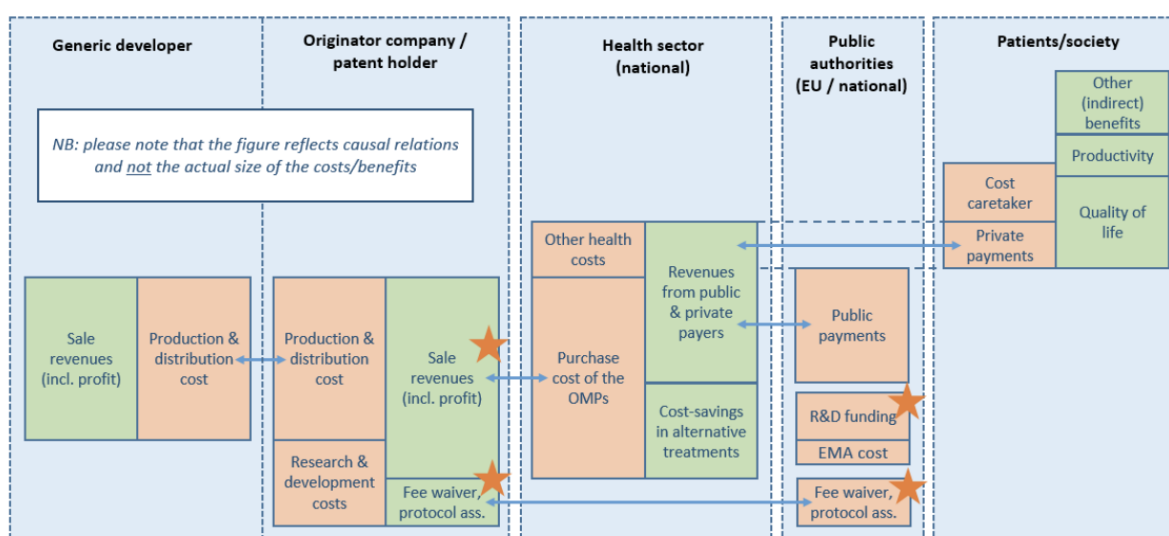 Generic developer
Originator company /
patent holder
Health sector
(national)
Public
authorities
(EU / national)
Patients/society
NB: please note that the figure reflects causal relations
and not the actual size of the costs/benefits
Sale
revenues
(incl. profit)
Production &
distribution
cost
Production &
distribution
cost
Research &
development
costs
Sale
revenues
(incl. profit)
Fee waiver,
protocol ass.
Other health
costs
Purchase
cost of the
OMPs
Revenues
from public
& private
payers
Cost-savings
in alternative
treatments
Public
payments
R&D funding
EMA cost
Fee waiver,
protocol ass.
Cost
caretaker
Private
payments
Other
(indirect)
benefits
Productivity
Quality of
life